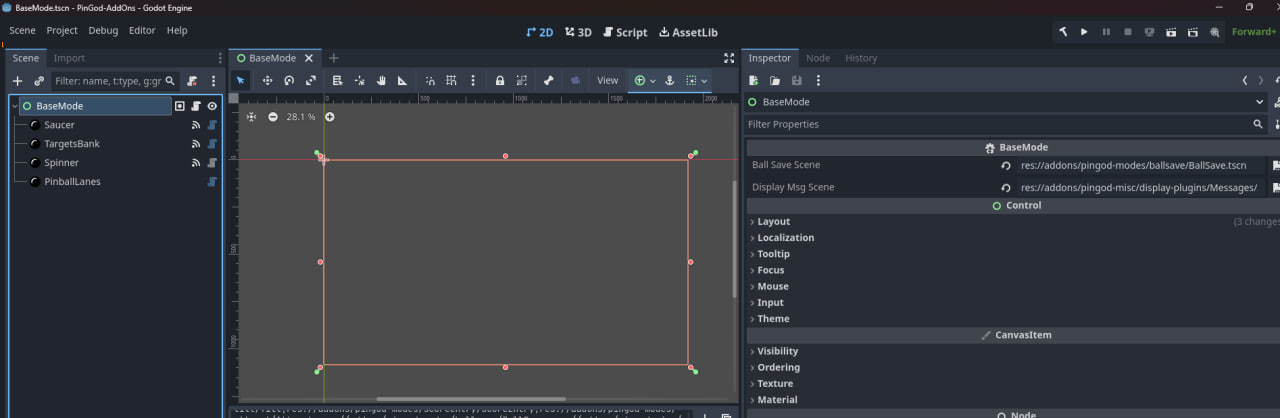 BaseMode.tscn - PinGod-AddOns - Godot Engine
Scene Project Debug Editor Help
2D 3D Script AssetLib
Forward+
Scene Import
BaseMode
Inspector Node History
Filter: name, t:type, g:gr
View
BaseMode
Saucer
TargetsBank
Spinner
PinballLanes
0 500 1000 1500 2000
28.1 %
0
500
1000
BaseMode
Filter Properties
BaseMode
Ball Save Scene res://addons/pingod-modes/ballsave/BallSave.tscn
Display Msg Scene res://addons/pingod-misc/display-plugins/Messages/
Control
Layout (3 changes
Localization
Tooltip
Focus
Mouse
Input
Theme
CanvasItem
Visibility
Ordering
Texture
Material
Node